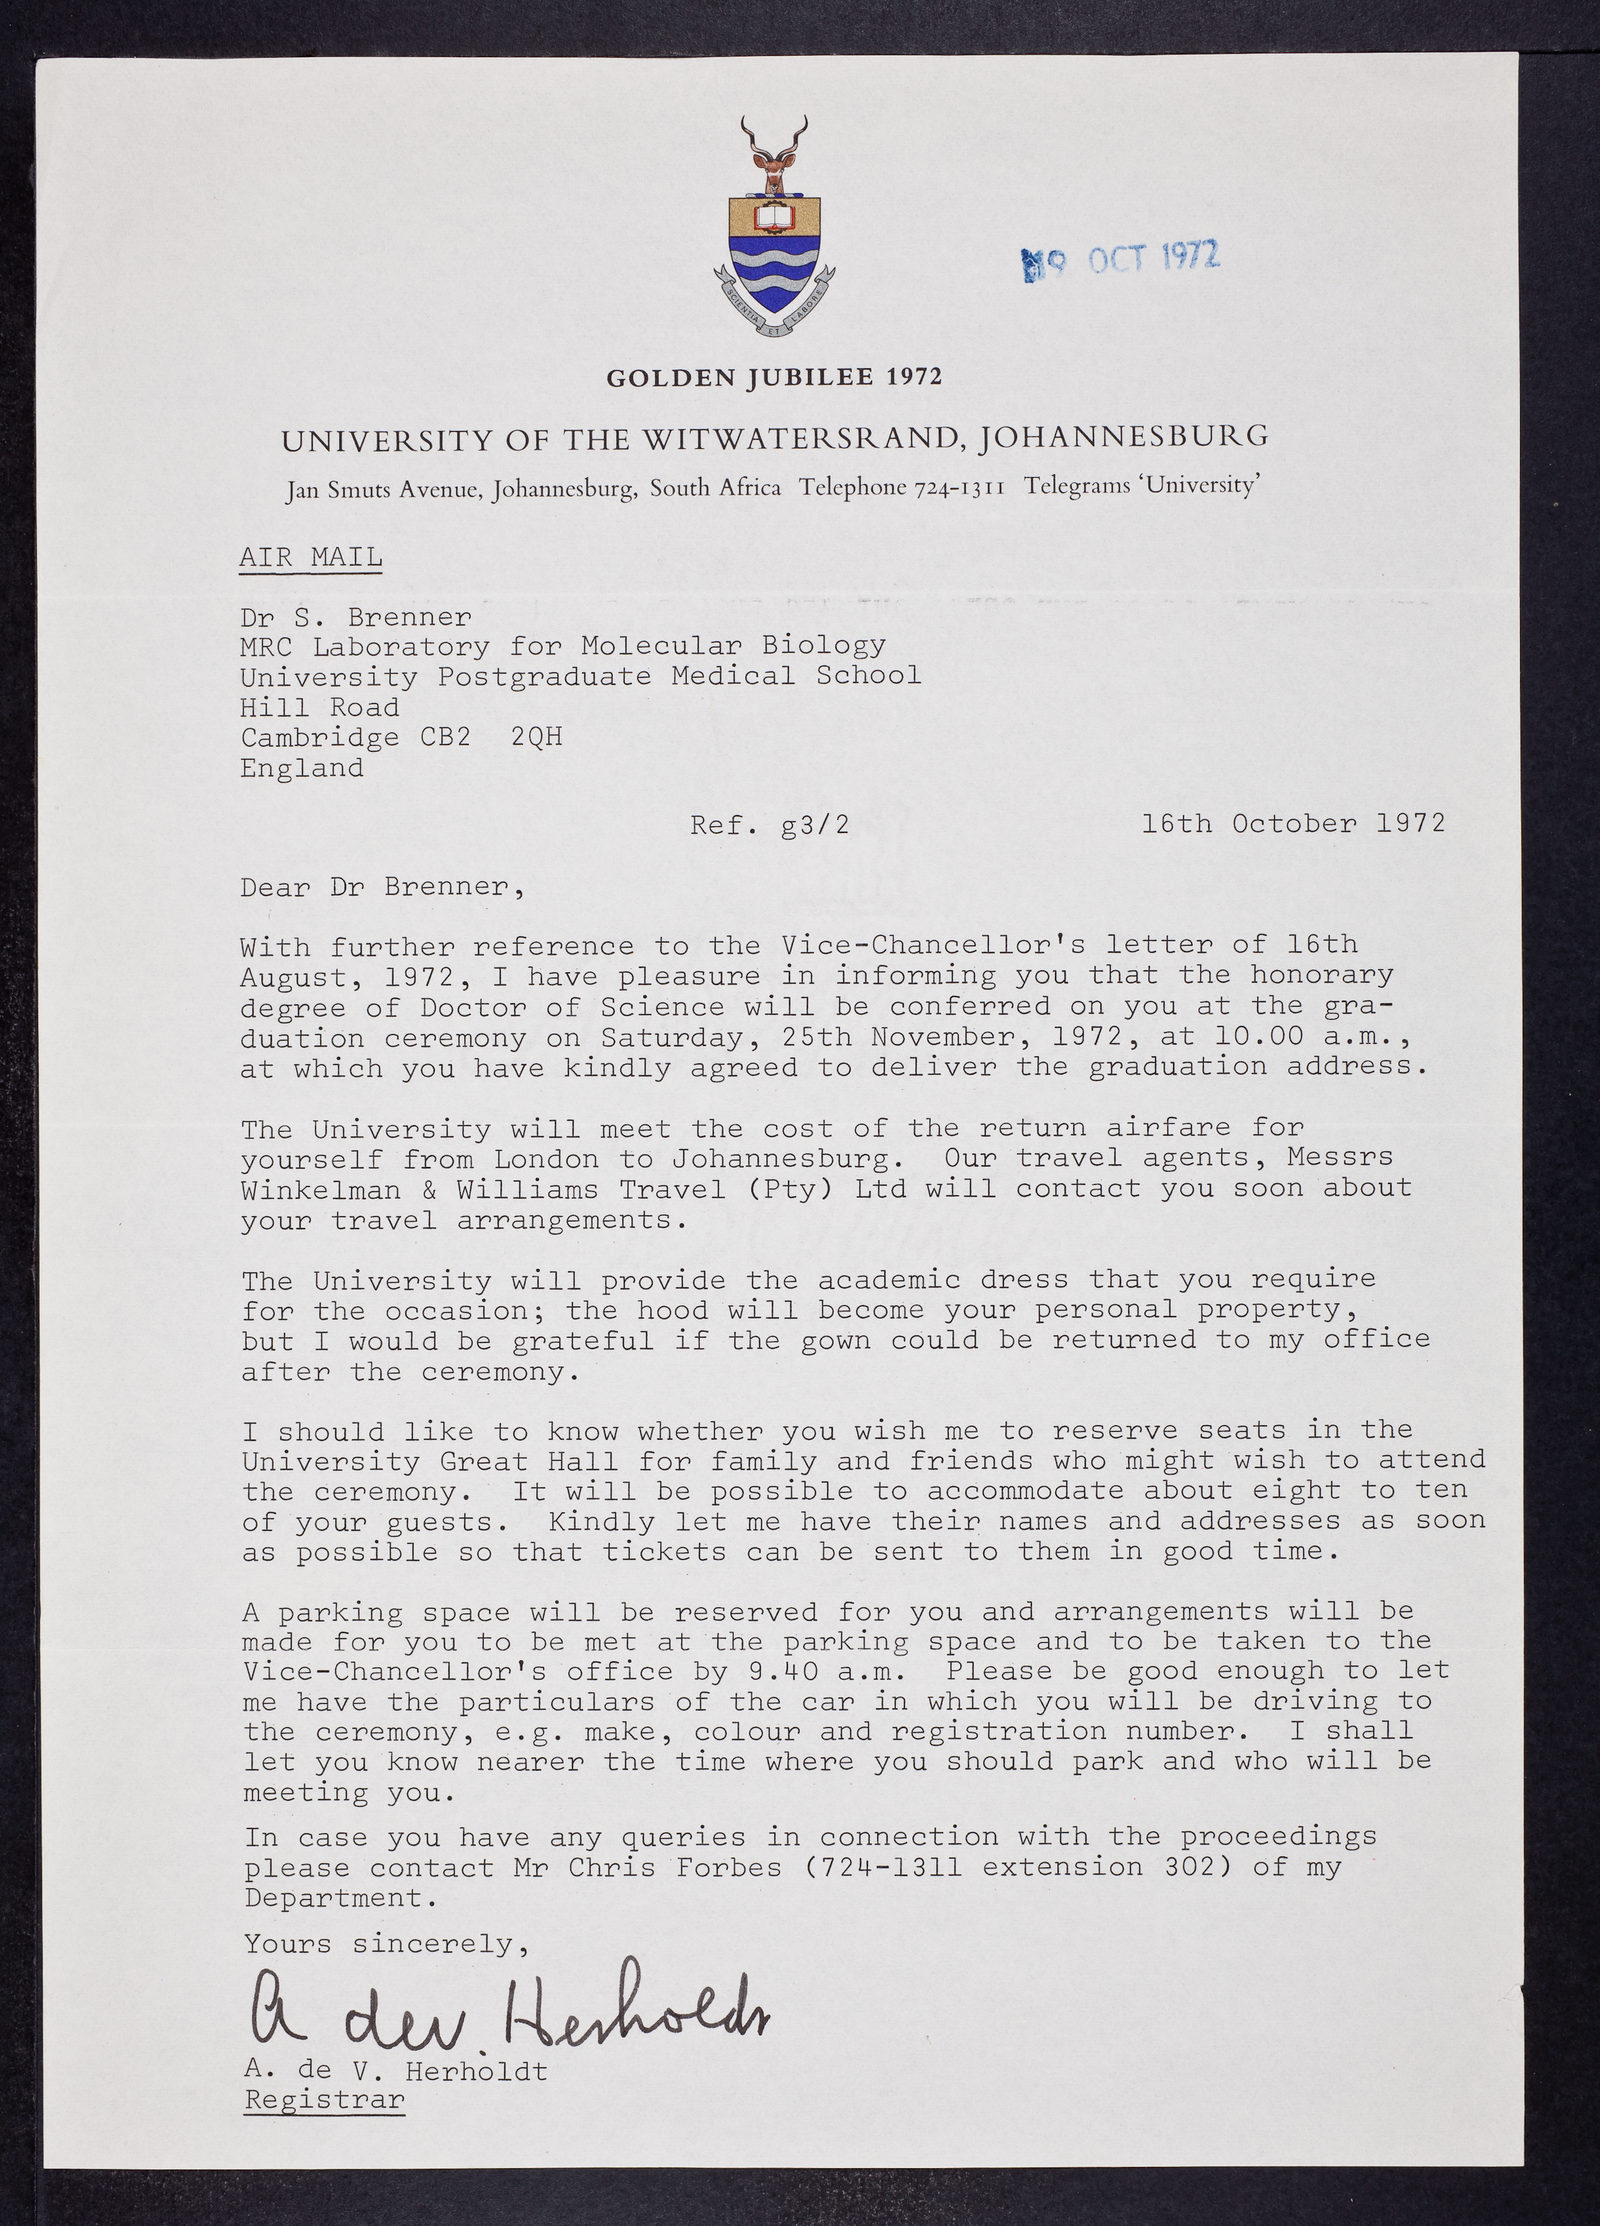 SCIENTIA ET LABORE
19 OCT 1972
GOLDEN JUBILEE 1972
UNIVERSITY OF THE WITWATERSRAND, JOHANNESBURG
Jan Smuts Avenue, Johannesburg, South Africa Telephone 724-1311 Telegrams ‘University’
AIR MAIL
Dr S. Brenner
MRC Laboratory for Molecular Biology
University Postgraduate Medical School
Hill Road
Cambridge CB2 2QH
England
Ref. g3/2 16th October 1972
Dear Dr Brenner,
With further reference to the Vice-Chancellor's letter of 16th
August, 1972, I have pleasure in informing you that the honorary
degree of Doctor of Science will be conferred on you at the gra-
duation ceremony on Saturday, 25th November, 1972, at 10.00 a.m.,
at which you have kindly agreed to deliver the graduation address.
The University will meet the cost of the return airfare for
yourself from London to Johannesburg. Our travel agents, Messrs
Winkelman & Williams Travel (Pty) Ltd will contact you soon about
your travel arrangements.
The University will provide the academic dress that you require
for the occasion; the hood will become your personal property,
but I would be grateful if the gown could be returned to my office
after the ceremony.
I should like to know whether you wish me to reserve seats in the
University Great Hall for family and friends who might wish to attend
the ceremony. It will be possible to accommodate about eight to ten
of your guests. Kindly let me have their names and addresses as soon
as possible so that tickets can be sent to them in good time.
A parking space will be reserved for you and arrangements will be
made for you to be met at the parking space and to be taken to the
Vice-Chancellor's office by 9.40 a.m. Please be good enough to let
me have the particulars of the car in which you will be driving to
the ceremony, e.g. make, colour and registration number. I shall
let you know nearer the time where you should park and who will be
meeting you.
In case you have any queries in connection with the proceedings
please contact Mr Chris Forbes (724-1311 extension 302) of my
Department.
Yours sincerely,
A de V. Herholdt
A. de V. Herholdt
Registrar